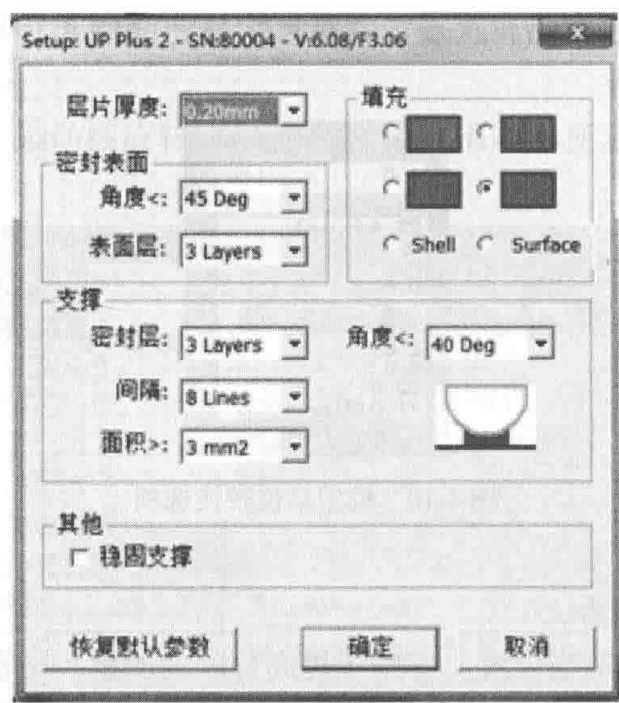 Setup: UP Plus 2 - SN:80004 - V:6.08/F3.06
层片厚度: 0.20mm
填充
密封表面
角度<: 45 Deg
表面层: 3 Layers
Shell Surface
支撑
密封层: 3 Layers
角度<: 40 Deg
间隔: 8 Lines
面积>: 3 mm2
其他
稳固支撑
恢复默认参数 确定 取消